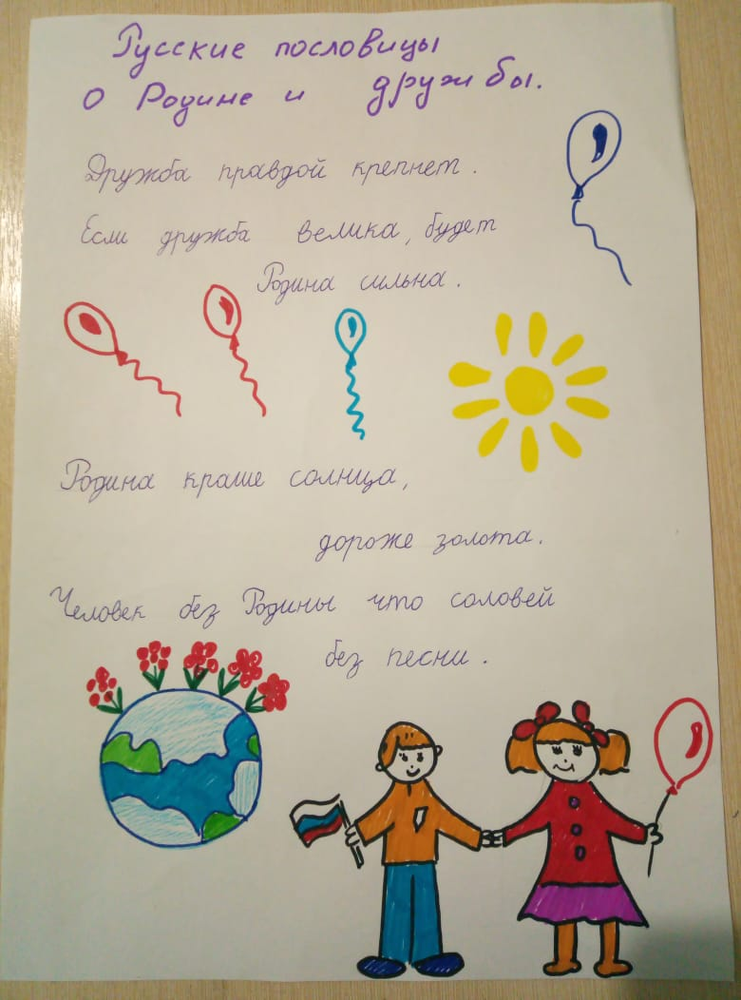 Русские пословицы
о Родине и дружбы.
Дружба правдой крепнет.
Если дружба велика, будет
Родина сильна.
Родина краше солнца,
дороже золота.
Человек без Родины что соловей
без песни.